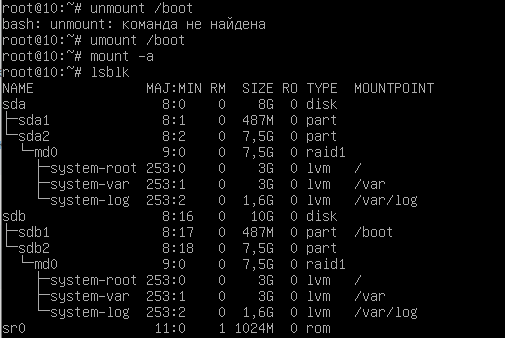 root@10:~# unmount /boot
bash: unmount: команда не найдена
root@10:~# umount /boot
root@10:~# mount -a
root@10:~# lsblk
NAME                MAJ:MIN RM  SIZE RO TYPE  MOUNTPOINT
sda                   8:0    0    8G  0 disk
├─sda1                8:1    0  487M  0 part
└─sda2                8:2    0  7,5G  0 part
  └─md0               9:0    0  7,5G  0 raid1
    ├─system-root 253:0    0    3G  0 lvm   /
    ├─system-var  253:1    0    3G  0 lvm   /var
    └─system-log  253:2    0  1,6G  0 lvm   /var/log
sdb                   8:16   0   10G  0 disk
├─sdb1                8:17   0  487M  0 part  /boot
└─sdb2                8:18   0  7,5G  0 part
  └─md0               9:0    0  7,5G  0 raid1
    ├─system-root 253:0    0    3G  0 lvm   /
    ├─system-var  253:1    0    3G  0 lvm   /var
    └─system-log  253:2    0  1,6G  0 lvm   /var/log
sr0                  11:0    1 1024M  0 rom